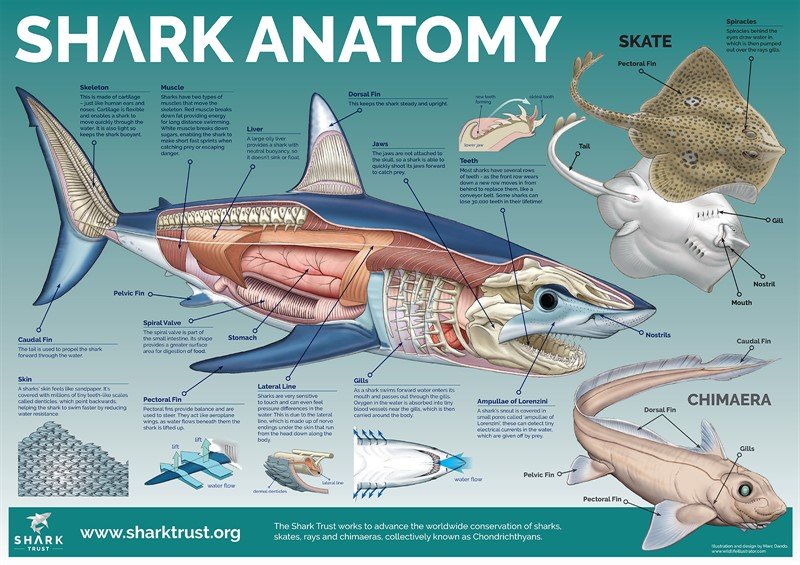 SHARK ANATOMY
Skeleton
This is made of cartilage
– just like human ears and
noses. Cartilage is flexible
and enables a shark to
move quickly through the
water. It is also light so
keeps the shark buoyant.
Muscle
Sharks have two types of
muscles that move the
skeleton. Red muscle breaks
down fat providing energy
for long distance swimming.
White muscle breaks down
sugars, enabling the shark to
make short fast sprints when
catching prey or escaping
danger.
Liver
A large oily liver
provides a shark with
neutral buoyancy, so
it doesn't sink or float.
Dorsal Fin
This keeps the shark steady and upright.
Jaws
The jaws are not attached to
the skull, so a shark is able to
quickly shoot its jaws forward
to catch prey.
new teeth
forming
oldest tooth
lower jaw
Teeth
Most sharks have several rows
of teeth - as the front row wears
down a new row moves in from
behind to replace them, like a
conveyor belt. Some sharks can
lose 30,000 teeth in their lifetime!
SKATE
Pectoral Fin
Spiracles
Spiracles behind the
eyes draw water in,
which is then pumped
out over the rays gills.
Tail
Gill
Nostril
Mouth
Pelvic Fin
Spiral Valve
The spiral valve is part of
the small intestine, its shape
provides a greater surface
area for digestion of food.
Stomach
Nostrils
Caudal Fin
The tail is used to propel the shark
forward through the water.
Skin
A sharks' skin feels like sandpaper. It's
covered with millions of tiny teeth-like scales
called denticles, which point backwards,
helping the shark to swim faster by reducing
water resistance.
Pectoral Fin
Pectoral fins provide balance and are
used to steer. They act like aeroplane
wings, as water flows beneath them the
shark is lifted up.
lift
lift
water flow
Lateral Line
Sharks are very sensitive
to touch and can even feel
pressure differences in the
water. This is due to the lateral
line, which is made up of nerve
endings under the skin that run
from the head down along the
body.
dermal denticles
lateral line
Gills
As a shark swims forward water enters its
mouth and passes out through the gills.
Oxygen in the water is absorbed into tiny
blood vessels near the gills, which is then
carried around the body.
water flow
Ampullae of Lorenzini
A shark's snout is covered in
small pores called 'ampullae of
Lorenzini', these can detect tiny
electrical currents in the water,
which are given off by prey.
Caudal Fin
CHIMAERA
Dorsal Fin
Gills
Pelvic Fin
Pectoral Fin
SHARK
TRUST
www.sharktrust.org
The Shark Trust works to advance the worldwide conservation of sharks,
skates, rays and chimaeras, collectively known as Chondrichthyans.
Illustration and design by Marc Dando
www.wildlifeillustrator.com